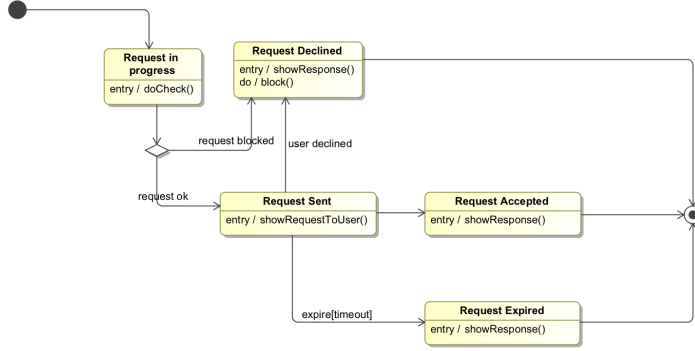 Request in
progress
entry / doCheck()
Request Declined
entry / showResponse()
do / block()
request blocked
user declined
request ok
Request Sent
entry / showRequestToUser()
Request Accepted
entry / showResponse()
expire[timeout]
Request Expired
entry / showResponse()